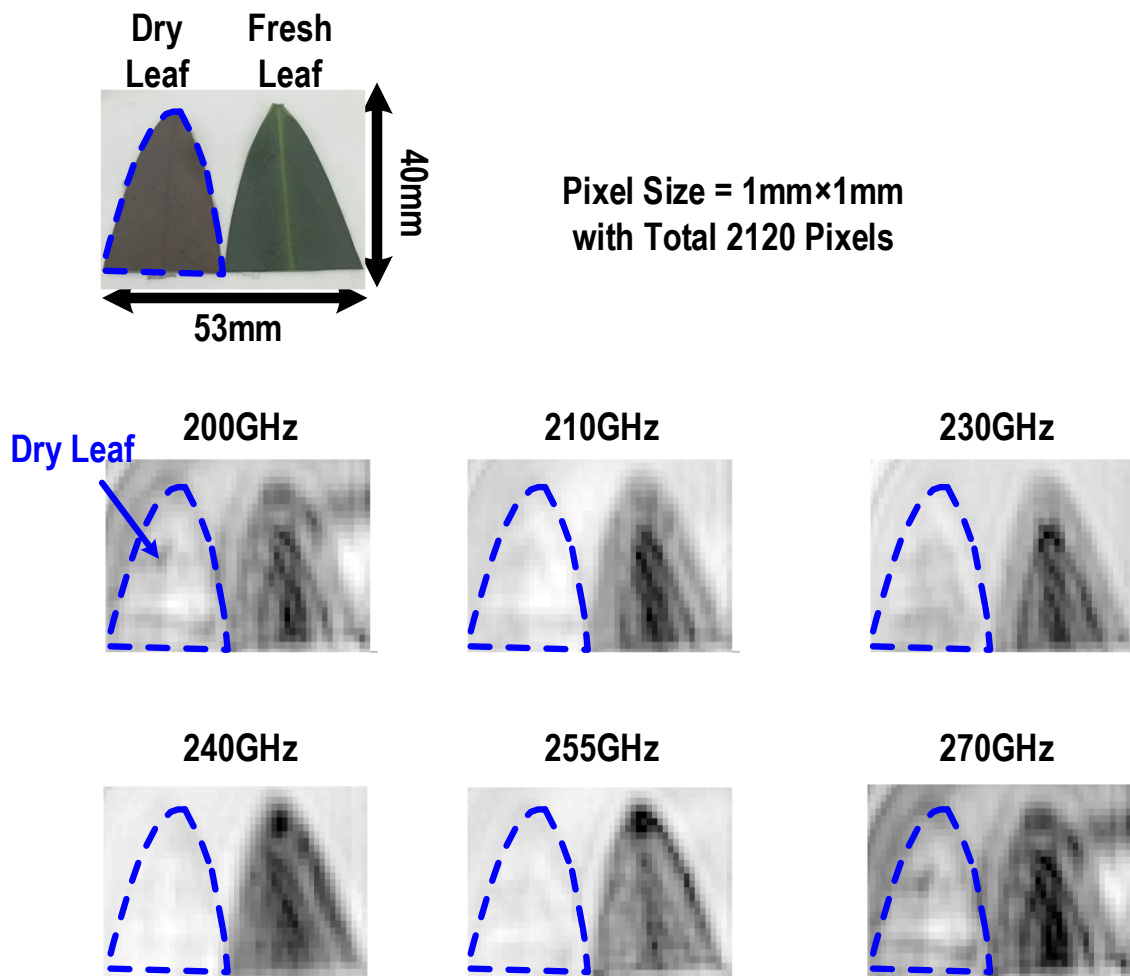 Dry
Leaf
Fresh
Leaf
40mm
53mm
Pixel Size = 1mm×1mm
with Total 2120 Pixels
200GHz
210GHz
230GHz
Dry Leaf
240GHz
255GHz
270GHz